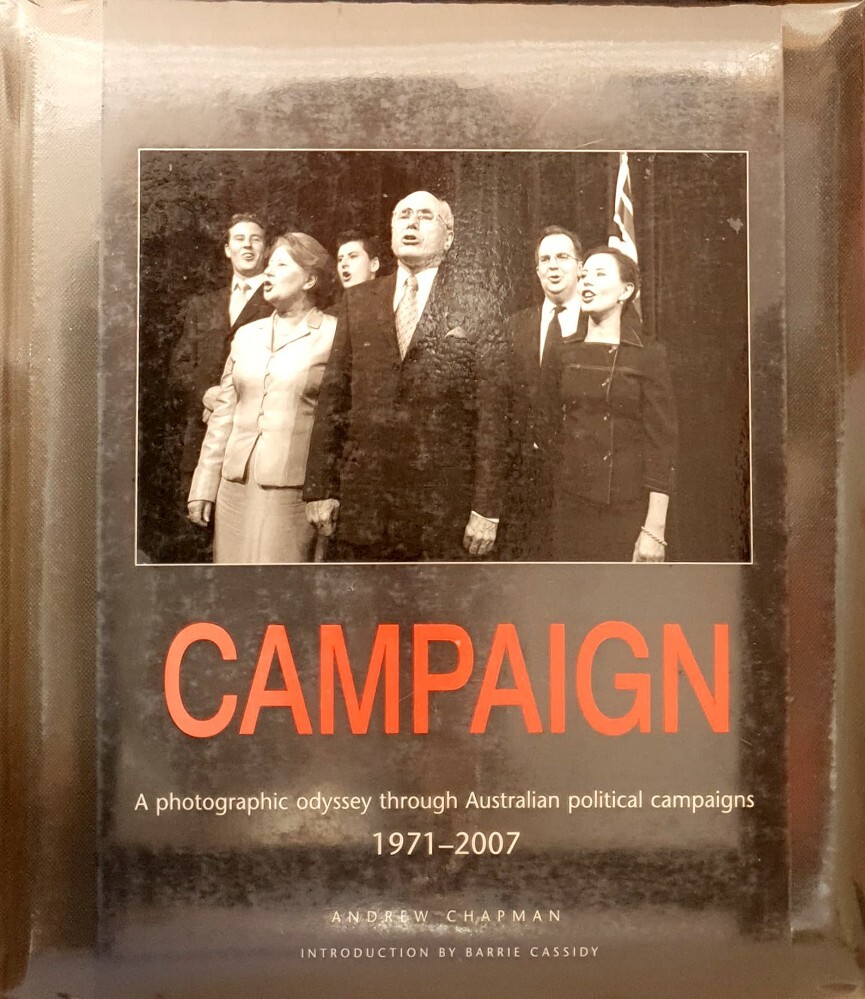 CAMPAIGN
A photographic odyssey through Australian political campaigns
1971–2007
ANDREW CHAPMAN
INTRODUCTION BY BARRIE CASSIDY